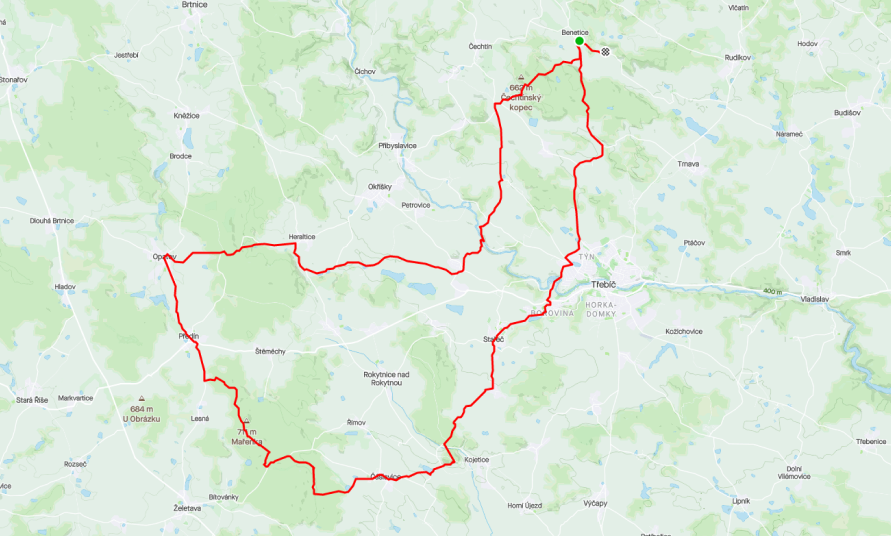 Brtnice
Vlčatín
Benetice
Čechtín
Hodov
Jestřebí
Rudíkov
Číchov
Stonařov
Čechtínský
kopec
Budišov
Kněžice
Nárameč
Přibyslavice
Brodce
Trnava
Okříšky
Petrovice
Dlouhá Brtnice
Heraltice
Ptáčov
Opatov
TÝN
Smrk
Hladov
Třebíč
400 m
Vladislav
HORKA-
DOMKY
BOROVINA
Kožichovice
Předín
Stařeč
Štěměchy
Rokytnice nad
Rokytnou
Stará Říše
Markvartice
684 m
U Obrázku
Lesná
Římov
Mařenka
Třebenice
Rozseč
Kojetice
Dolní
Vilémovice
Čáslavice
Bítovánky
Želetava
Horní Újezd
Výčapy
Lipník